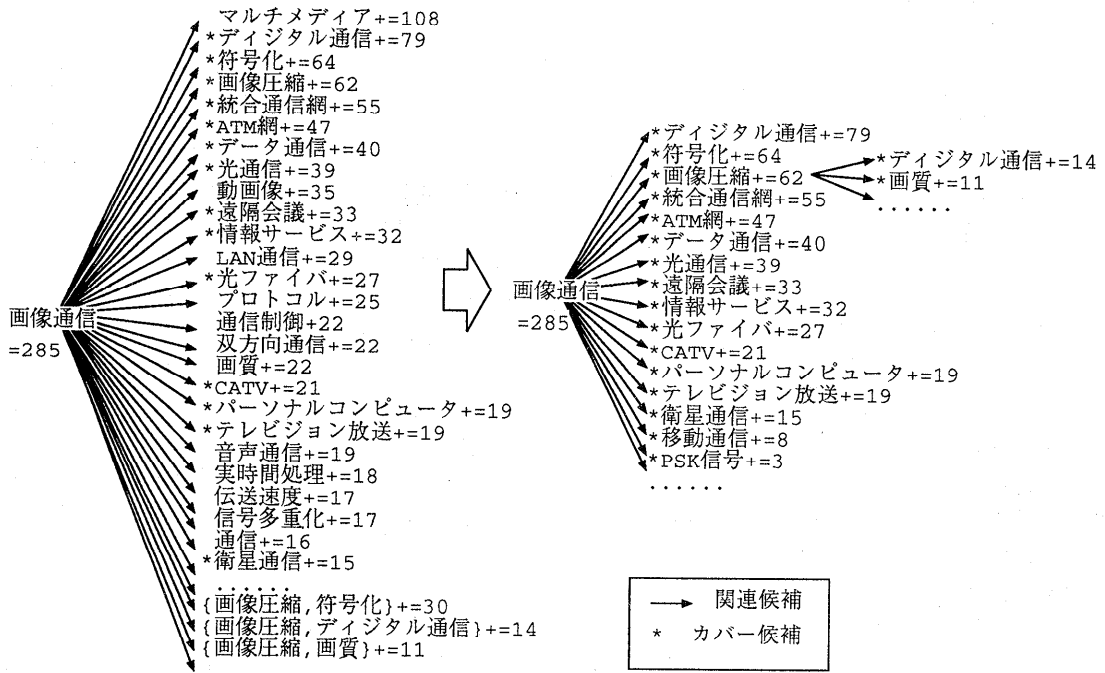 マルチメディア+=108
*ディジタル通信+=79
*符号化+=64
*画像圧縮+=62
*統合通信網+=55
*ATM網+=47
*データ通信+=40
*光通信+=39
動画像+=35
*遠隔会議+=33
*情報サービス÷=32
LAN通信+=29
*光ファイバ+=27
プロトコル+=25
通信制御+22
双方向通信+=22
画質+=22
*CATV+=21
*パーソナルコンピュータ+=19
*テレビジョン放送+=19
音声通信+=19
実時間処理+=18
伝送速度+=17
信号多重化+=17
通信+=16
*衛星通信+=15
......
{画像圧縮,符号化}+=30
{画像圧縮,ディジタル通信}+=14
{画像圧縮,画質}+=11
画像通信
=285
*ディジタル通信+=79
*符号化+=64
*画像圧縮+=62
*統合通信網+=55
*ATM網+=47
*データ通信+=40
*光通信+=39
*遠隔会議+=33
*情報サービス+=32
*光ファイバ+=27
*CATV+=21
*パーソナルコンピュータ+=19
*テレビジョン放送+=19
*衛星通信+=15
*移動通信+=8
*PSK信号+=3
......
画像通信
=285
*ディジタル通信+=14
*画質+=11
......
関連候補
* カバー候補